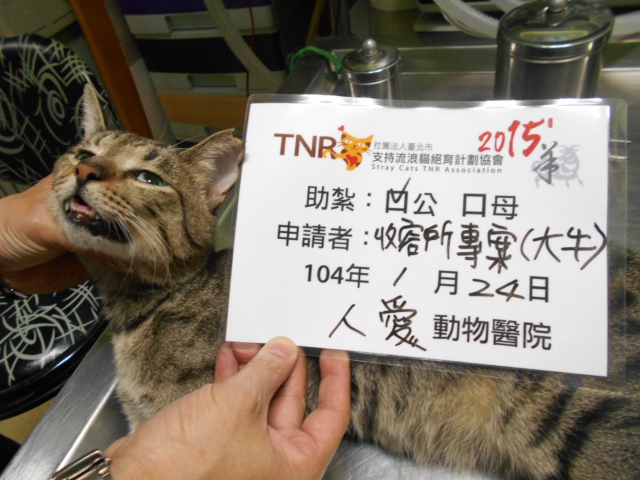 TNR 社團法人臺北市
支持流浪貓絕育計劃協會
Stray Cats TNR Association
2015 羊
助紮：☑公 口母
申請者：收容所專案(大牛)
104年 1 月 24日
人愛 動物醫院